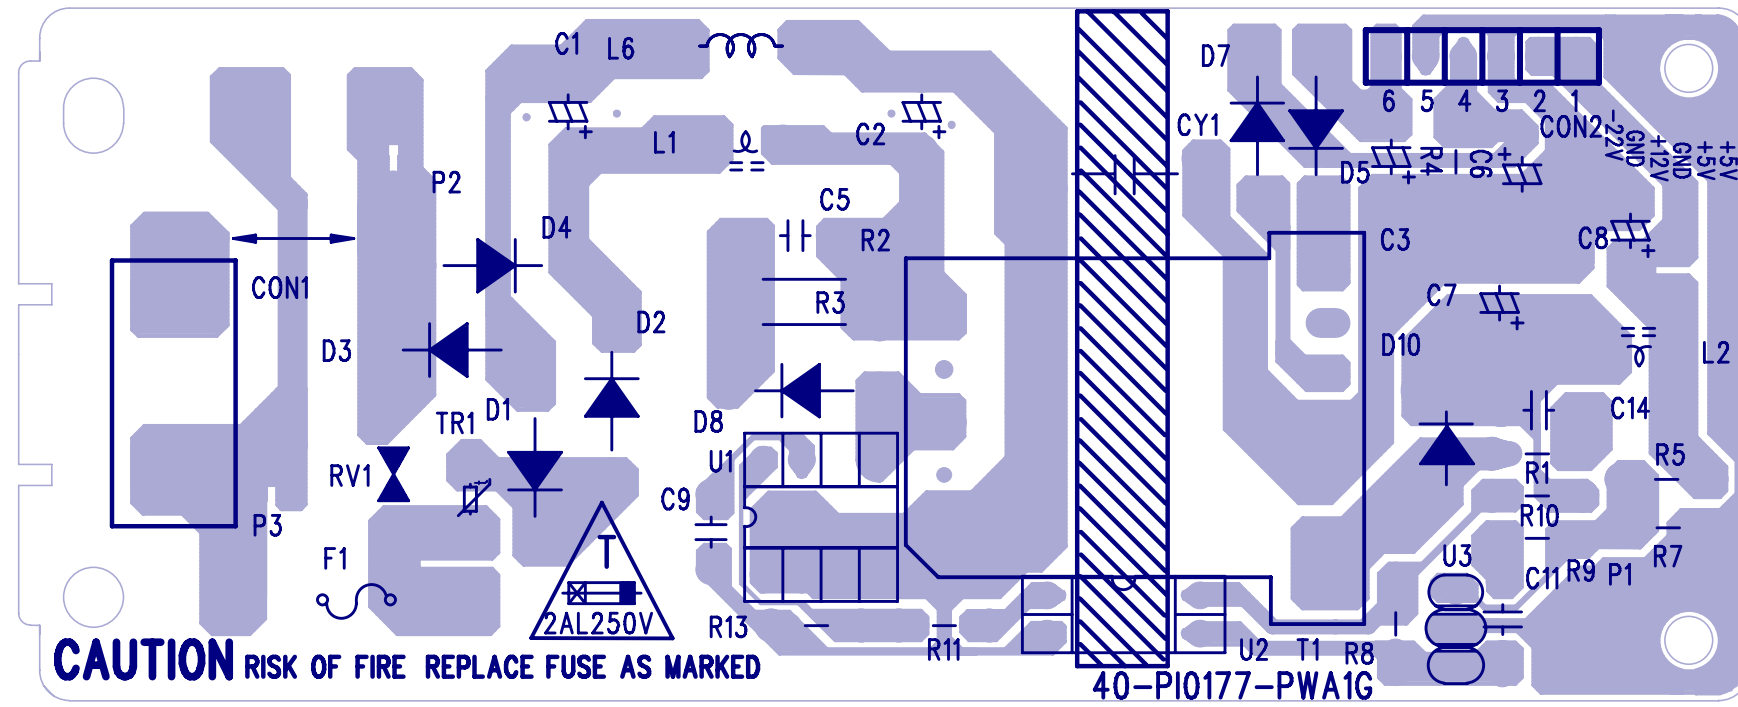 C1
L6
D7
6 5 4 3 2 1
CON2
CY1
-22V
GND
+12V
GND
+5V
+5V
L1
C2
D5
R4
C6
P2
C5
D4
R2
C3
C8
CON1
R3
C7
D2
D3
D10
L2
TR1
D1
D8
C14
RV1
U1
R5
R1
C9
P3
R10
F1
T
U3
R7
C11
R9
P1
2AL250V
R13
R11
U2
T1
R8
CAUTION RISK OF FIRE REPLACE FUSE AS MARKED
40-PI0177-PWA1G